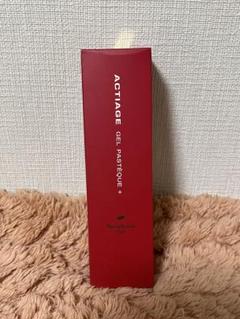 ACTIAGE GEL PASTÈQUE +